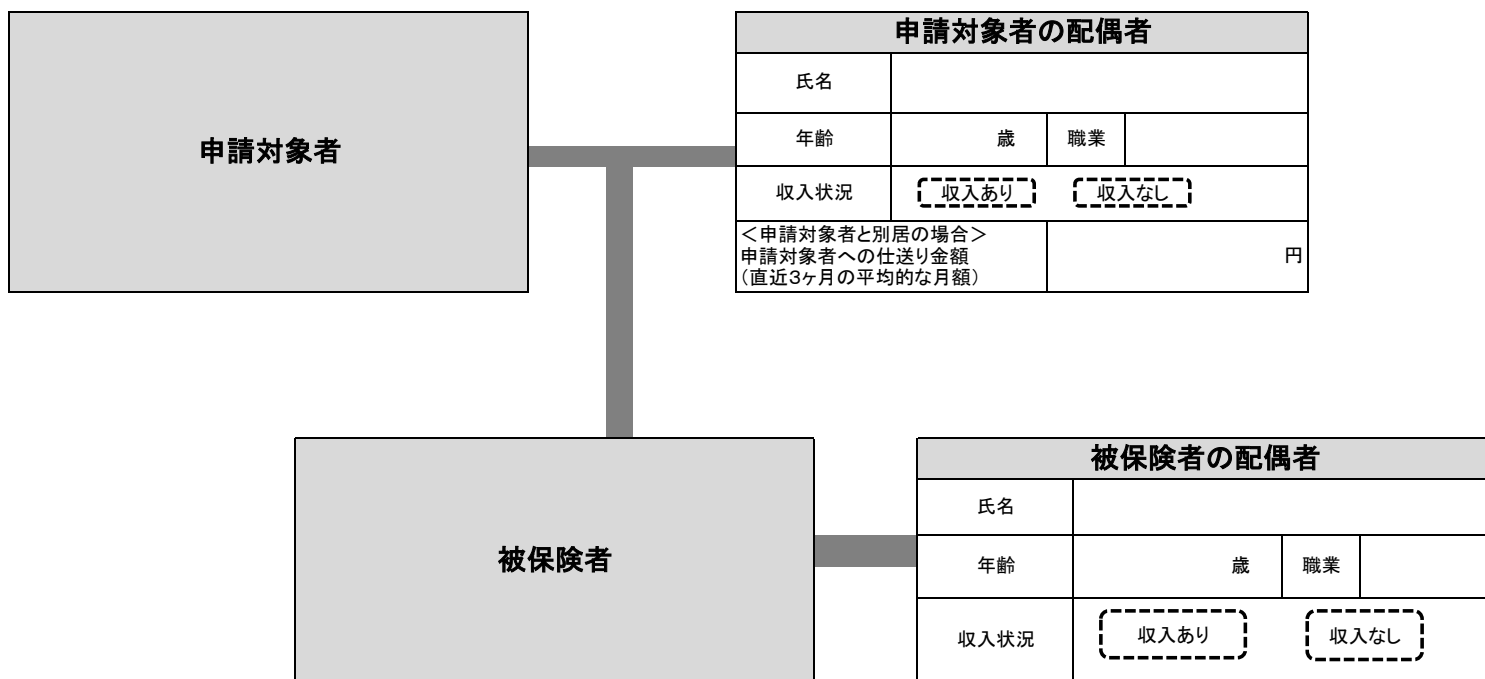 申請対象者
申請対象者の配偶者
氏名
年齢 歳 職業
収入状況 収入あり 収入なし
＜申請対象者と別居の場合＞
申請対象者への仕送り金額
（直近3ヶ月の平均的な月額）
円
被保険者
被保険者の配偶者
氏名
年齢 歳 職業
収入状況 収入あり 収入なし